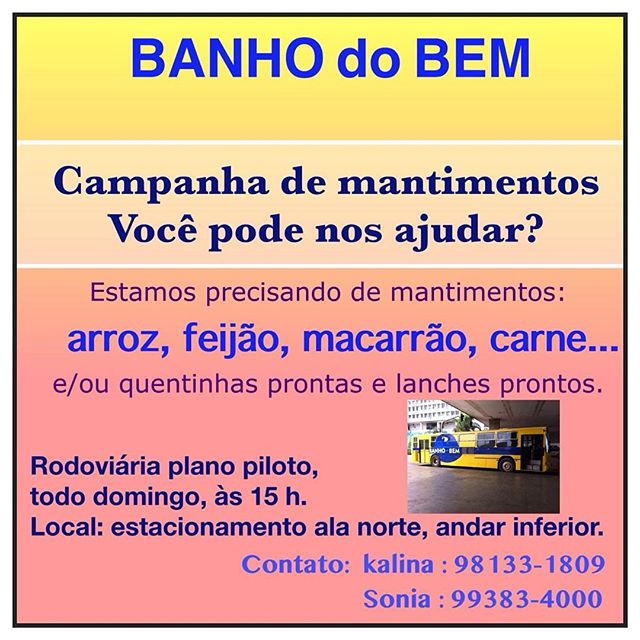 BANHO do BEM
Campanha de mantimentos
Você pode nos ajudar?
Estamos precisando de mantimentos:
arroz, feijão, macarrão, carne...
e/ou quentinhas prontas e lanches prontos.
BANHO BEM
Rodoviária plano piloto,
todo domingo, às 15 h.
Local: estacionamento ala norte, andar inferior.
Contato: kalina : 98133-1809
Sonia : 99383-4000